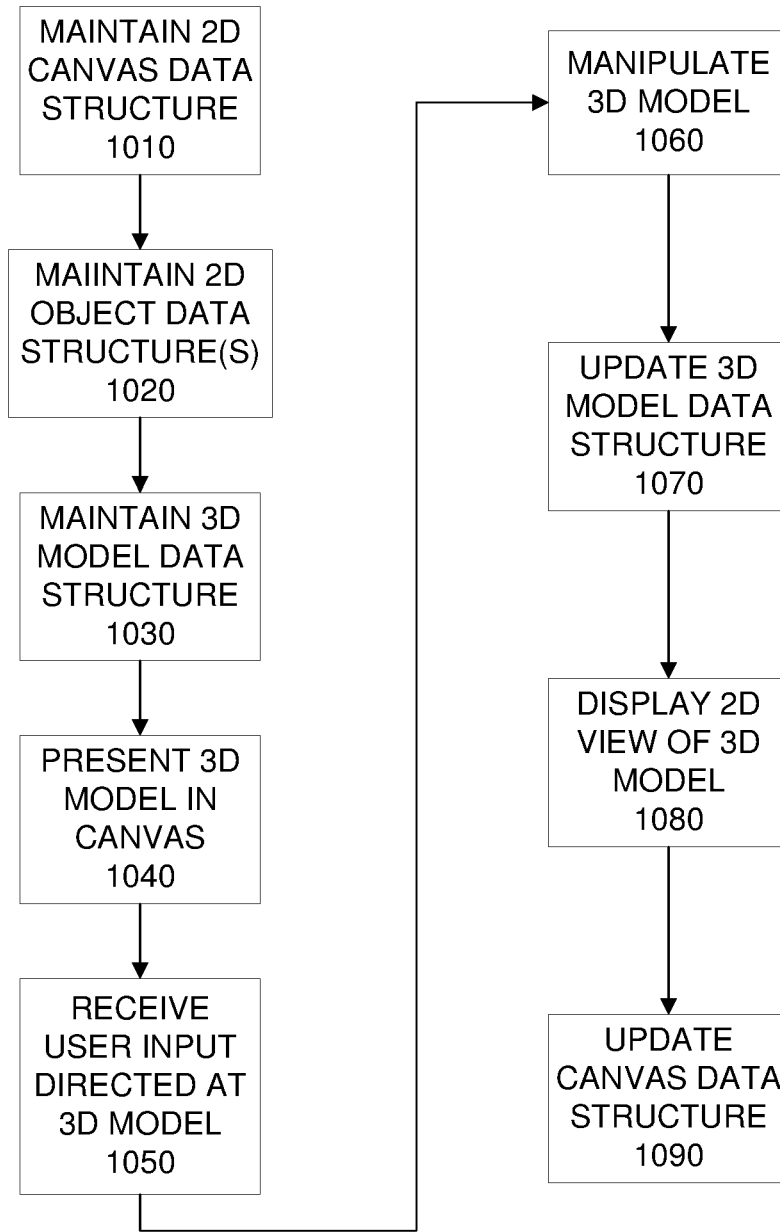 MAINTAIN 2D
CANVAS DATA
STRUCTURE
1010
MAIINTAIN 2D
OBJECT DATA
STRUCTURE(S)
1020
MAINTAIN 3D
MODEL DATA
STRUCTURE
1030
PRESENT 3D
MODEL IN
CANVAS
1040
RECEIVE
USER INPUT
DIRECTED AT
3D MODEL
1050
MANIPULATE
3D MODEL
1060
UPDATE 3D
MODEL DATA
STRUCTURE
1070
DISPLAY 2D
VIEW OF 3D
MODEL
1080
UPDATE
CANVAS DATA
STRUCTURE
1090